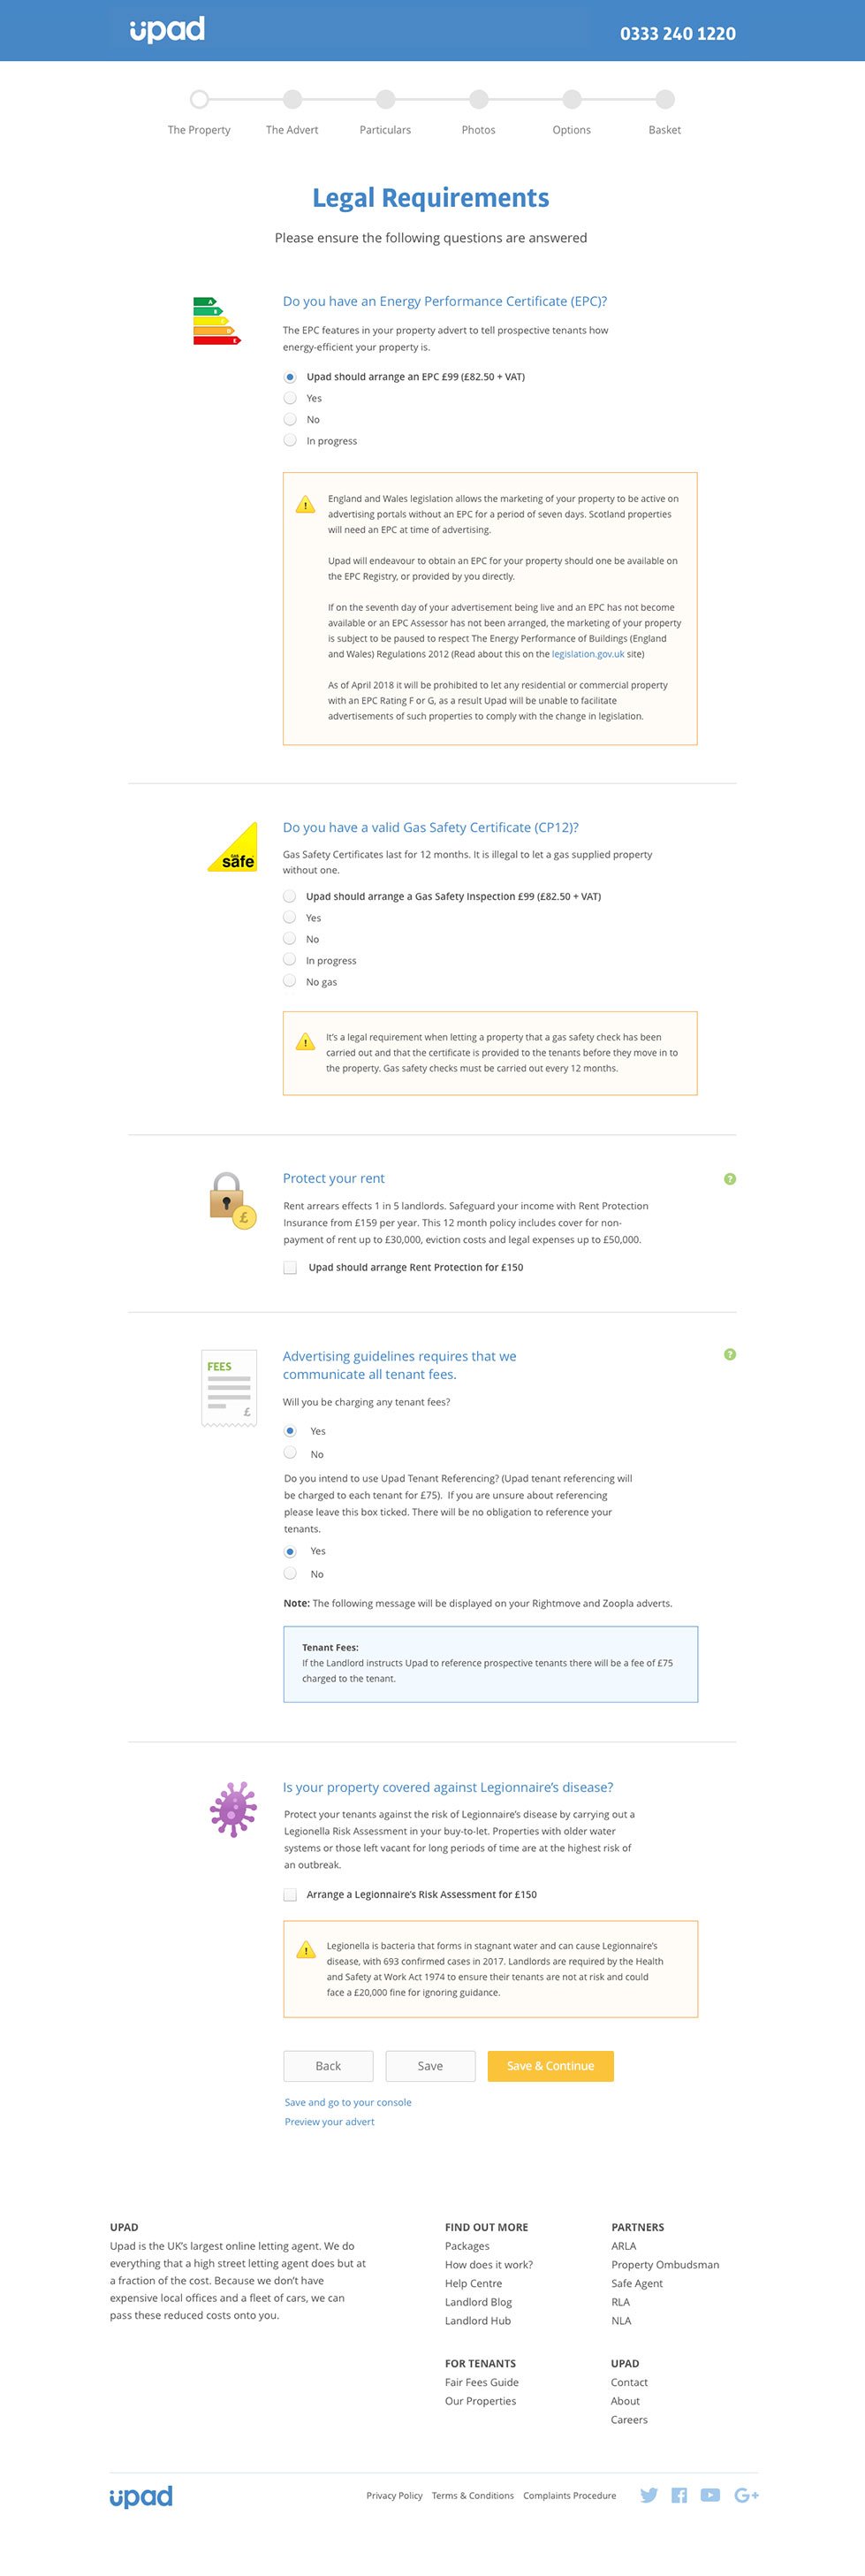 upad
0333 240 1220
The Property
The Advert
Particulars
Photos
Options
Basket
Legal Requirements
Please ensure the following questions are answered
Do you have an Energy Performance Certificate (EPC)?
The EPC features in your property advert to tell prospective tenants how
energy-efficient your property is.
Upad should arrange an EPC £99 (£82.50 + VAT)
Yes
No
In progress
England and Wales legislation allows the marketing of your property to be active on
advertising portals without an EPC for a period of seven days. Scotland properties
will need an EPC at time of advertising.
Upad will endeavour to obtain an EPC for your property should one be available on
the EPC Registry, or provided by you directly.
If on the seventh day of your advertisement being live and an EPC has not become
available or an EPC Assessor has not been arranged, the marketing of your property
is subject to be paused to respect The Energy Performance of Buildings (England
and Wales) Regulations 2012 (Read about this on the legislation.gov.uk site)
As of April 2018 it will be prohibited to let any residential or commercial property
with an EPC Rating F or G, as a result Upad will be unable to facilitate
advertisements of such properties to comply with the change in legislation.
safe
Do you have a valid Gas Safety Certificate (CP12)?
Gas Safety Certificates last for 12 months. It is illegal to let a gas supplied property
without one.
Upad should arrange a Gas Safety Inspection £99 (£82.50 + VAT)
Yes
No
In progress
No gas
It's a legal requirement when letting a property that a gas safety check has been
carried out and that the certificate is provided to the tenants before they move in to
the property. Gas safety checks must be carried out every 12 months.
£
Protect your rent
?
Rent arrears effects 1 in 5 landlords. Safeguard your income with Rent Protection
Insurance from £159 per year. This 12 month policy includes cover for non-
payment of rent up to £30,000, eviction costs and legal expenses up to £50,000.
Upad should arrange Rent Protection for £150
FEES
£
Advertising guidelines requires that we
communicate all tenant fees.
?
Will you be charging any tenant fees?
Yes
No
Do you intend to use Upad Tenant Referencing? (Upad tenant referencing will
be charged to each tenant for £75). If you are unsure about referencing
please leave this box ticked. There will be no obligation to reference your
tenants.
Yes
No
Note: The following message will be displayed on your Rightmove and Zoopla adverts.
Tenant Fees:
If the Landlord instructs Upad to reference prospective tenants there will be a fee of £75
charged to the tenant.
Is your property covered against Legionnaire's disease?
Protect your tenants against the risk of Legionnaire's disease by carrying out a
Legionella Risk Assessment in your buy-to-let. Properties with older water
systems or those left vacant for long periods of time are at the highest risk of
an outbreak.
Arrange a Legionnaire's Risk Assessment for £150
Legionella is bacteria that forms in stagnant water and can cause Legionnaire's
disease, with 693 confirmed cases in 2017. Landlords are required by the Health
and Safety at Work Act 1974 to ensure their tenants are not at risk and could
face a £20,000 fine for ignoring guidance.
Back
Save
Save & Continue
Save and go to your console
Preview your advert
UPAD
Upad is the UK's largest online letting agent. We do
everything that a high street letting agent does but at
a fraction of the cost. Because we don't have
expensive local offices and a fleet of cars, we can
pass these reduced costs onto you.
FIND OUT MORE
Packages
How does it work?
Help Centre
Landlord Blog
Landlord Hub
PARTNERS
ARLA
Property Ombudsman
Safe Agent
RLA
NLA
FOR TENANTS
Fair Fees Guide
Our Properties
UPAD
Contact
About
Careers
upad
Privacy Policy
Terms & Conditions
Complaints Procedure
G+